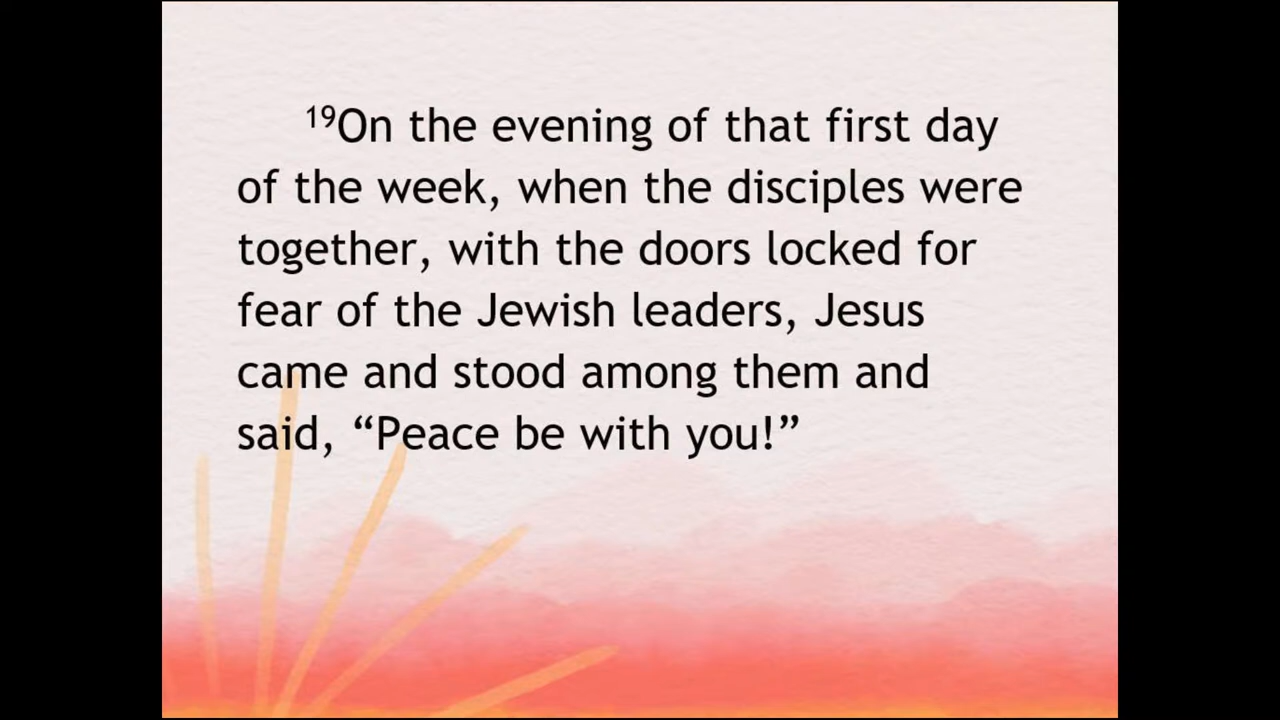 ¹⁹On the evening of that first day
of the week, when the disciples were
together, with the doors locked for
fear of the Jewish leaders, Jesus
came and stood among them and
said, “Peace be with you!”